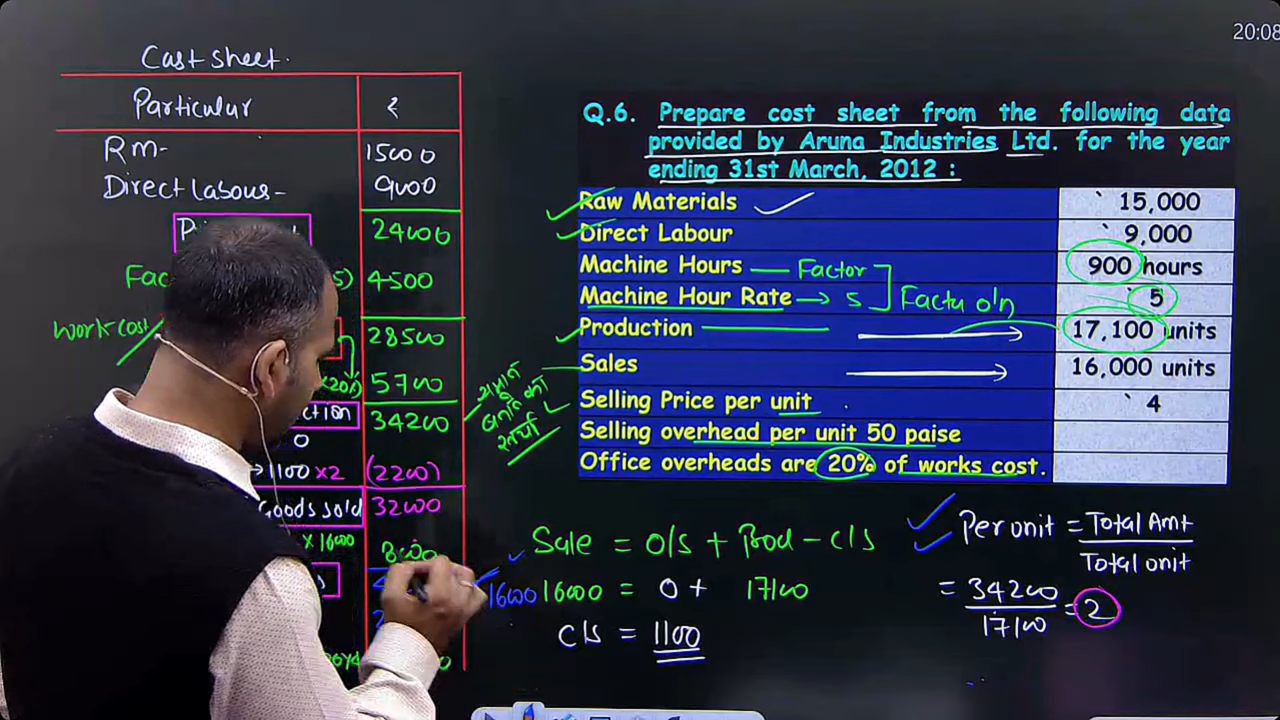 20:08
Cost sheet.
Particular ₹
RM- 15000
Direct Labour- 9000
24000
4500
work cost 28500
5700
ction 34200
0
→1100 x2 (2200)
Goods sold 32000
x 16000 8000
Q.6. Prepare cost sheet from the following data
provided by Aruna Industries Ltd. for the year
ending 31st March, 2012 :
Raw Materials ` 15,000
Direct Labour ` 9,000
Machine Hours — Factor 900 hours
Machine Hour Rate → 5 ` 5
Factu o'n
Production 17,100 units
Sales 16,000 units
Selling Price per unit ` 4
Selling overhead per unit 50 paise
Office overheads are 20% of works cost.
Sale = O/s + Prod - c/s
16000 16000 = 0 + 17100
c/s = 1100
Per unit = Total Amt
Total unit
= 34200
17100
= 2